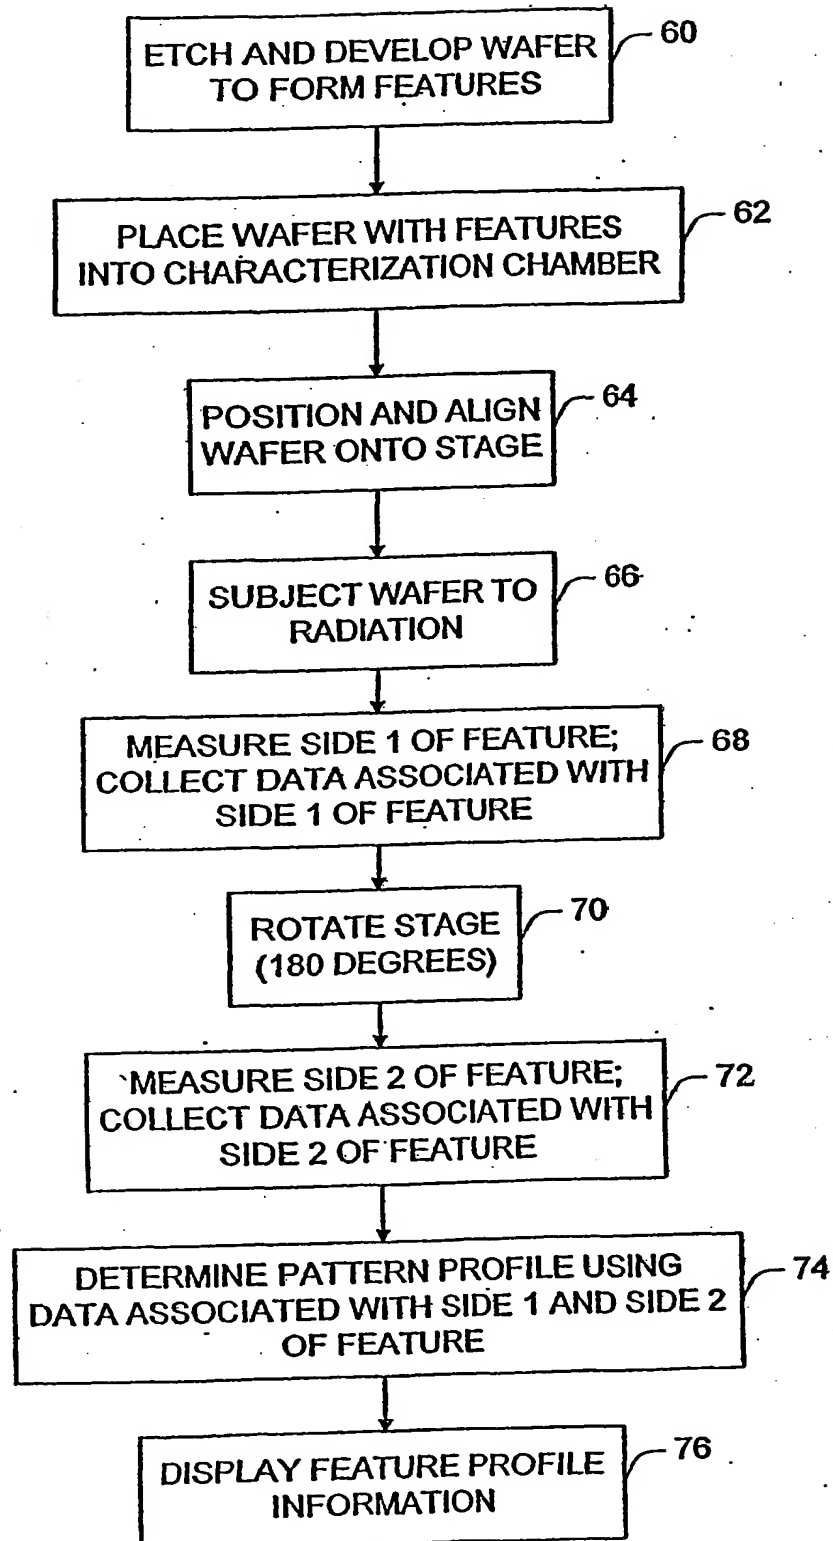 ETCH AND DEVELOP WAFER
TO FORM FEATURES
60
PLACE WAFER WITH FEATURES
INTO CHARACTERIZATION CHAMBER
62
POSITION AND ALIGN
WAFER ONTO STAGE
64
SUBJECT WAFER TO
RADIATION
66
MEASURE SIDE 1 OF FEATURE;
COLLECT DATA ASSOCIATED WITH
SIDE 1 OF FEATURE
68
ROTATE STAGE
(180 DEGREES)
70
MEASURE SIDE 2 OF FEATURE;
COLLECT DATA ASSOCIATED WITH
SIDE 2 OF FEATURE
72
DETERMINE PATTERN PROFILE USING
DATA ASSOCIATED WITH SIDE 1 AND SIDE 2
OF FEATURE
74
DISPLAY FEATURE PROFILE
INFORMATION
76